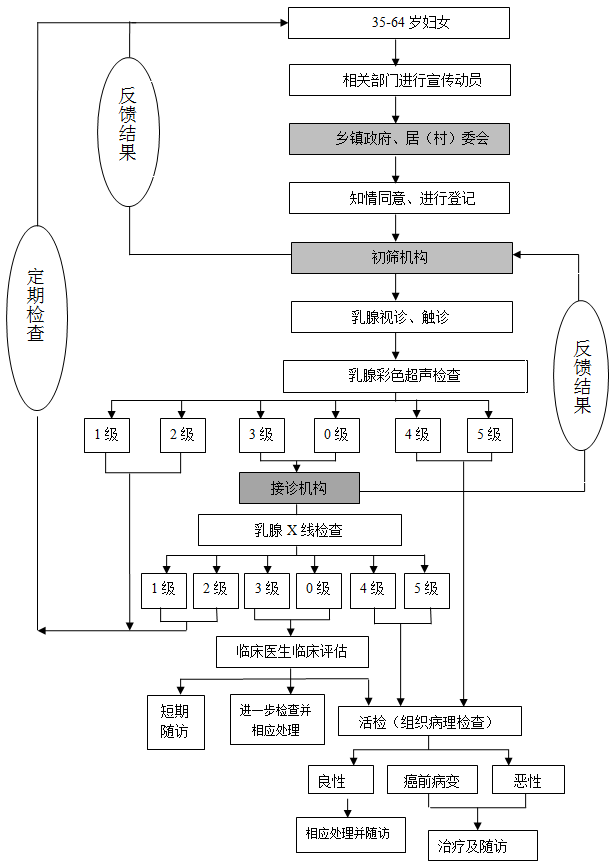 35-64 岁妇女
相关部门进行宣传动员
反馈结果
乡镇政府、居（村）委会
知情同意、进行登记
初筛机构
定期检查
乳腺视诊、触诊
反馈结果
乳腺彩色超声检查
1 级
2 级
3 级
0 级
4 级
5 级
接诊机构
乳腺 X 线检查
1 级
2 级
3 级
0 级
4 级
5 级
临床医生临床评估
短期
随访
进一步检查并
相应处理
活检（组织病理检查）
良性
癌前病变
恶性
相应处理并随访
治疗及随访